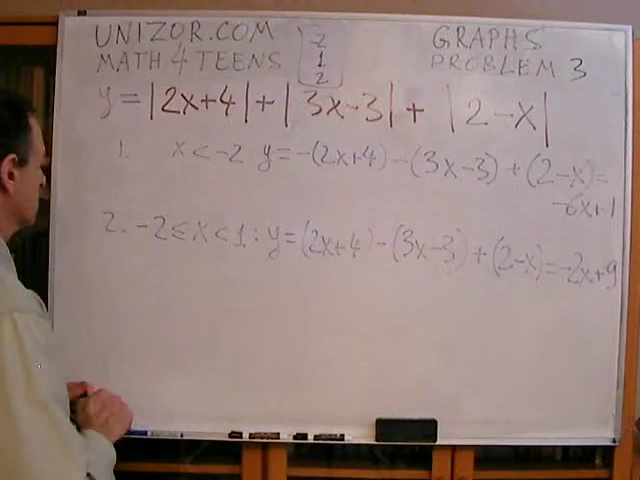 UNIZOR.COM
MATH 4 TEENS
-2
1
2
GRAPHS
PROBLEM 3
y = |2x+4| + |3x-3| + |2-x|
1. x < -2 y = -(2x+4) - (3x-3) + (2-x) =
-6x+1
2. -2 ≤ x < 1: y = (2x+4) - (3x-3) + (2-x) = -2x+9